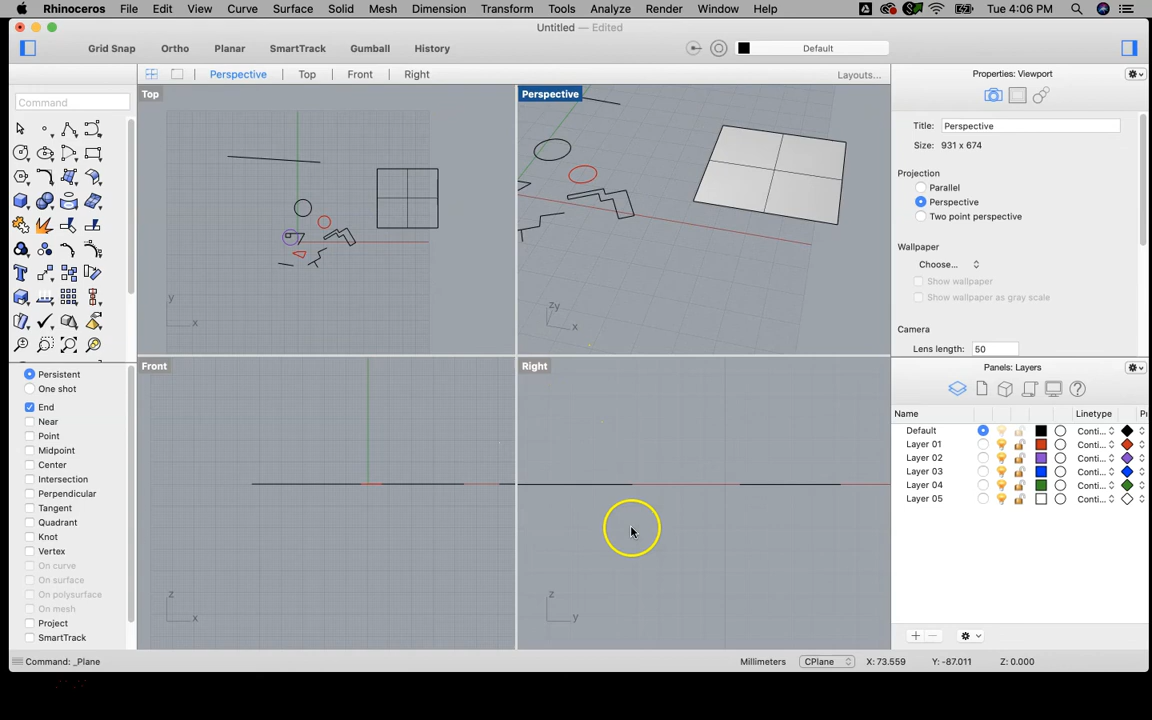 Rhinoceros File Edit View Curve Surface Solid Mesh Dimension Transform Tools Analyze Render Window Help Tue 4:06 PM
Untitled — Edited
Grid Snap Ortho Planar SmartTrack Gumball History Default
Perspective Top Front Right Layouts... Properties: Viewport
Top Perspective
Command
Title: Perspective
Size: 931 x 674
Projection
Parallel
Perspective
Two point perspective
Wallpaper
Choose...
Show wallpaper
Show wallpaper as gray scale
Camera
Lens length: 50
y
x
Zy
x
Front Right
Panels: Layers
Persistent
One shot
End
Near
Point
Midpoint
Center
Intersection
Perpendicular
Tangent
Quadrant
Knot
Vertex
On curve
On surface
On polysurface
On mesh
Project
SmartTrack
z
x
z
y
Name Linetype Pr
Default Conti...
Layer 01 Conti...
Layer 02 Conti...
Layer 03 Conti...
Layer 04 Conti...
Layer 05 Conti...
Command: _Plane Millimeters CPlane X: 73.559 Y: -87.011 Z: 0.000